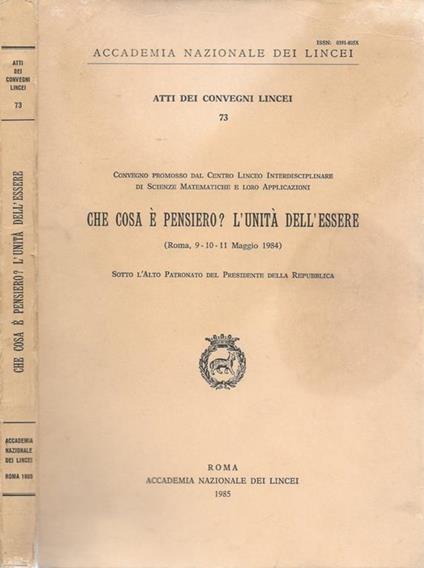 ATTI
DEI
CONVEGNI
LINCEI
73
CHE COSA È PENSIERO? L'UNITÀ DELL'ESSERE
ACCADEMIA
NAZIONALE
DEI LINCEI
ROMA 1985
ISSN: 0391-805X
ACCADEMIA NAZIONALE DEI LINCEI
ATTI DEI CONVEGNI LINCEI
73
CONVEGNO PROMOSSO DAL CENTRO LINCEO INTERDISCIPLINARE
DI SCIENZE MATEMATICHE E LORO APPLICAZIONI
CHE COSA È PENSIERO? L'UNITÀ DELL'ESSERE
(Roma, 9-10-11 Maggio 1984)
SOTTO L'ALTO PATRONATO DEL PRESIDENTE DELLA REPUBBLICA
ROMA
ACCADEMIA NAZIONALE DEI LINCEI
1985